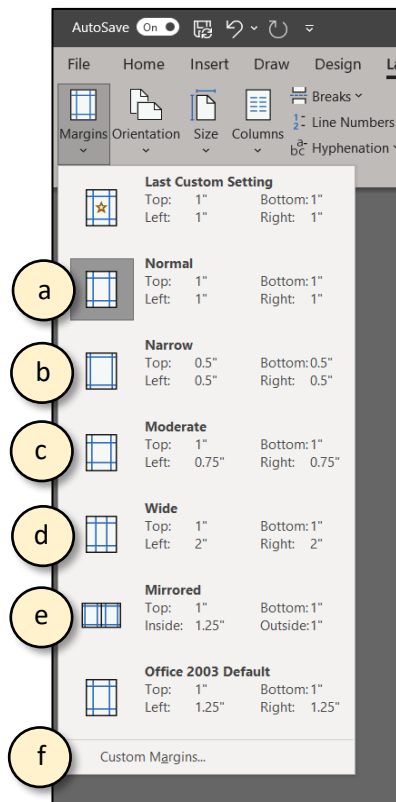 AutoSave On
File Home Insert Draw Design La
Margins Orientation Size Columns
Breaks
Line Numbers
Hyphenation
Last Custom Setting
Top: 1" Bottom: 1"
Left: 1" Right: 1"
a
Normal
Top: 1" Bottom: 1"
Left: 1" Right: 1"
b
Narrow
Top: 0.5" Bottom: 0.5"
Left: 0.5" Right: 0.5"
c
Moderate
Top: 1" Bottom: 1"
Left: 0.75" Right: 0.75"
d
Wide
Top: 1" Bottom: 1"
Left: 2" Right: 2"
e
Mirrored
Top: 1" Bottom: 1"
Inside: 1.25" Outside: 1"
Office 2003 Default
Top: 1" Bottom: 1"
Left: 1.25" Right: 1.25"
f
Custom Margins...